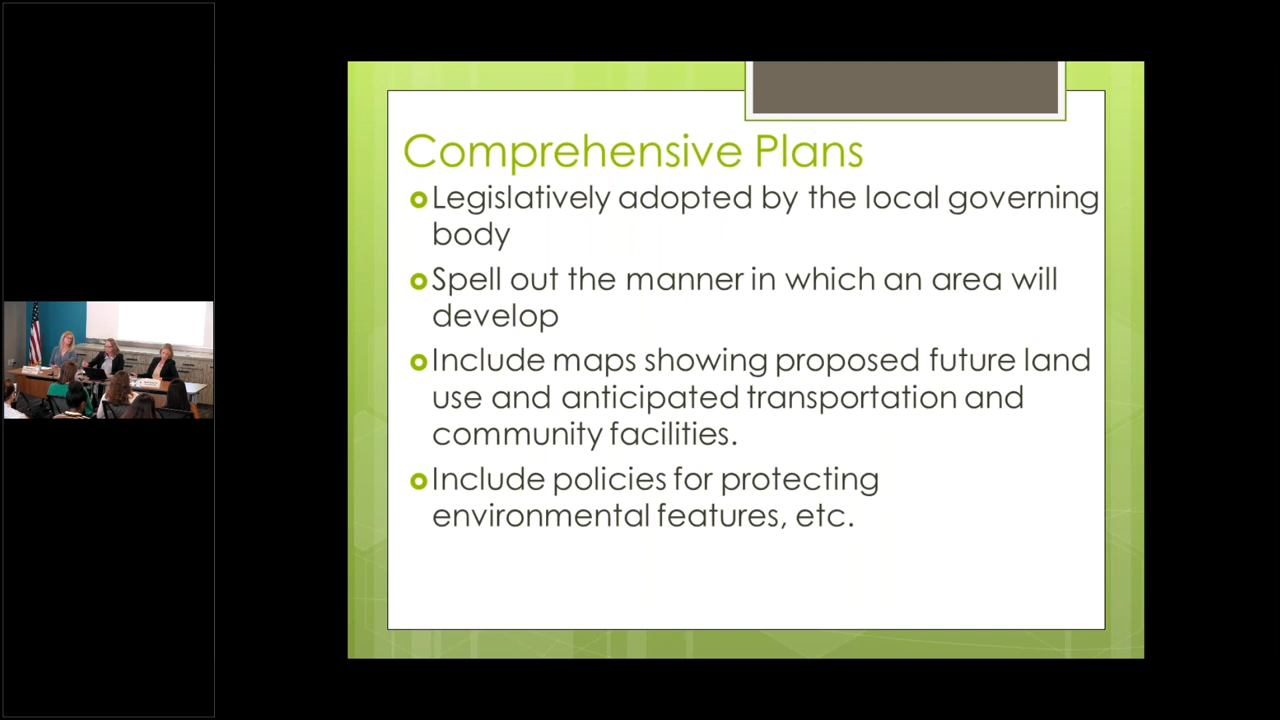 Comprehensive Plans
Legislatively adopted by the local governing
body
Spell out the manner in which an area will
develop
Include maps showing proposed future land
use and anticipated transportation and
community facilities.
Include policies for protecting
environmental features, etc.